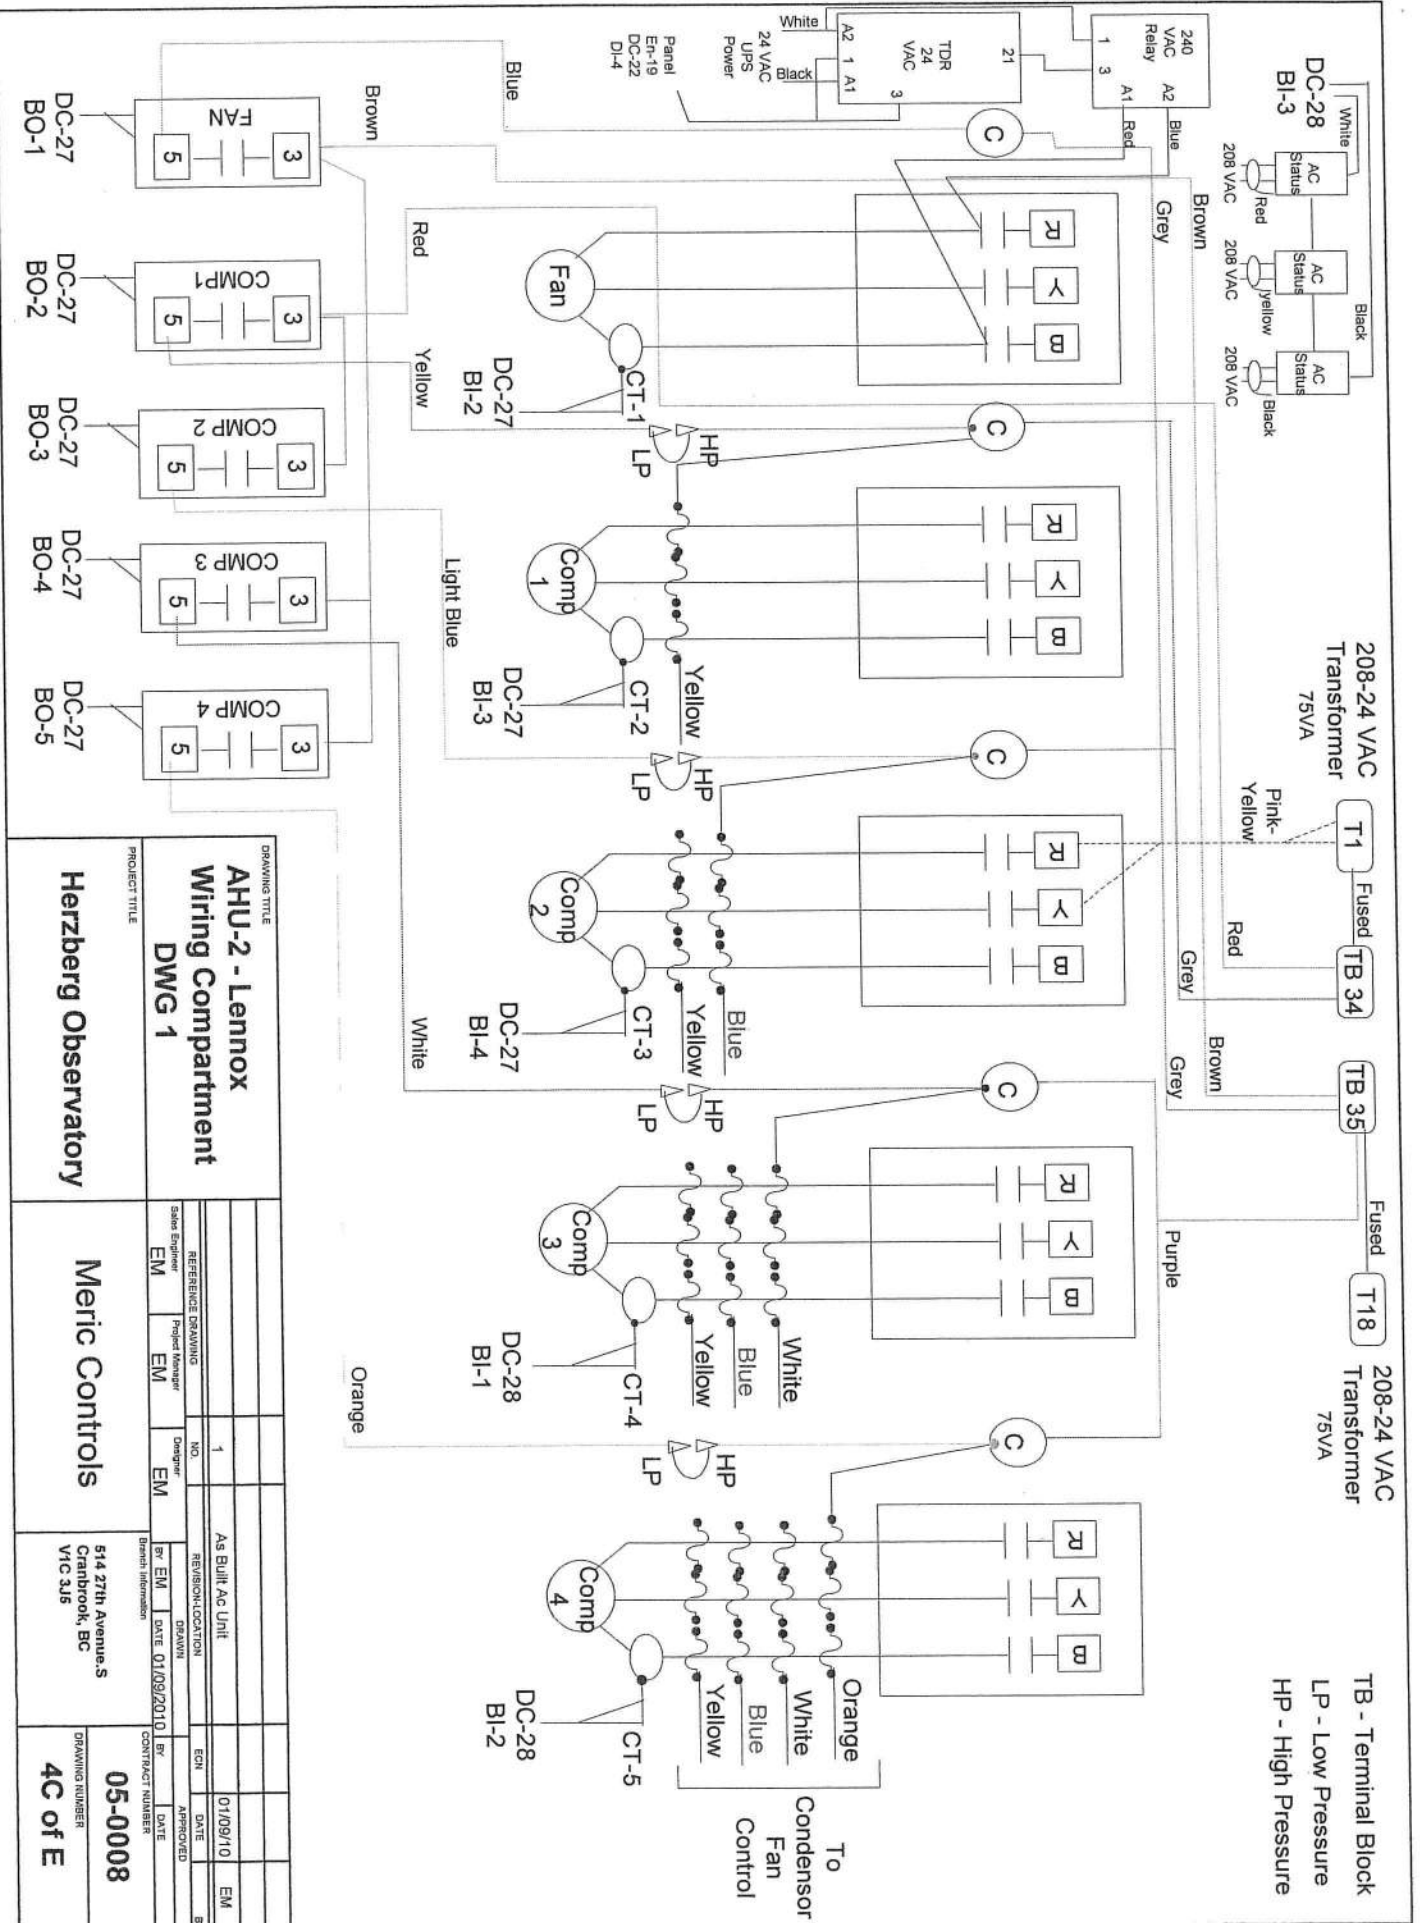 DC-28
BI-3
White
Black
AC
Status
AC
Status
AC
Status
208 VAC
Red
208 VAC
yellow
208 VAC
Black
208-24 VAC
Transformer
75VA
T1
Fused
TB 34
TB 35
Fused
T18
208-24 VAC
Transformer
75VA
TB - Terminal Block
LP - Low Pressure
HP - High Pressure
Pink-
Yellow
Red
Grey
Brown
Grey
Purple
240
VAC
Relay
1
3
A1
A2
Red
Blue
Brown
Grey
TDR
24
VAC
21
A2
1
A1
3
White
Black
24 VAC
UPS
Power
Panel
En-19
DC-22
DI-4
C
C
C
C
C
R
Y
B
R
Y
B
R
Y
B
R
Y
B
R
Y
B
Fan
CT-1
DC-27
BI-2
HP
LP
Comp
1
CT-2
DC-27
BI-3
Yellow
HP
LP
Comp
2
CT-3
DC-27
BI-4
Blue
Yellow
HP
LP
Comp
3
CT-4
DC-28
BI-1
White
Blue
Yellow
HP
LP
Comp
4
CT-5
DC-28
BI-2
Orange
White
Blue
Yellow
To
Condensor
Fan
Control
Blue
Brown
Red
Yellow
Light Blue
White
Orange
FAN
3
5
DC-27
BO-1
COMP1
3
5
DC-27
BO-2
COMP 2
3
5
DC-27
BO-3
COMP 3
3
5
DC-27
BO-4
COMP 4
3
5
DC-27
BO-5
DRAWING TITLE
AHU-2 - Lennox
Wiring Compartment
DWG 1
PROJECT TITLE
Herzberg Observatory
REFERENCE DRAWING
1
As Built Ac Unit
01/09/10
EM
NO.
REVISION-LOCATION
ECN
DATE
B
Sales Engineer
EM
Project Manager
EM
Designer
EM
DRAWN
BY EM
DATE 01/09/2010
APPROVED
BY
DATE
Meric Controls
Branch Information
514 27th Avenue.S
Cranbrook, BC
V1C 3J5
CONTRACT NUMBER
05-0008
DRAWING NUMBER
4C of E